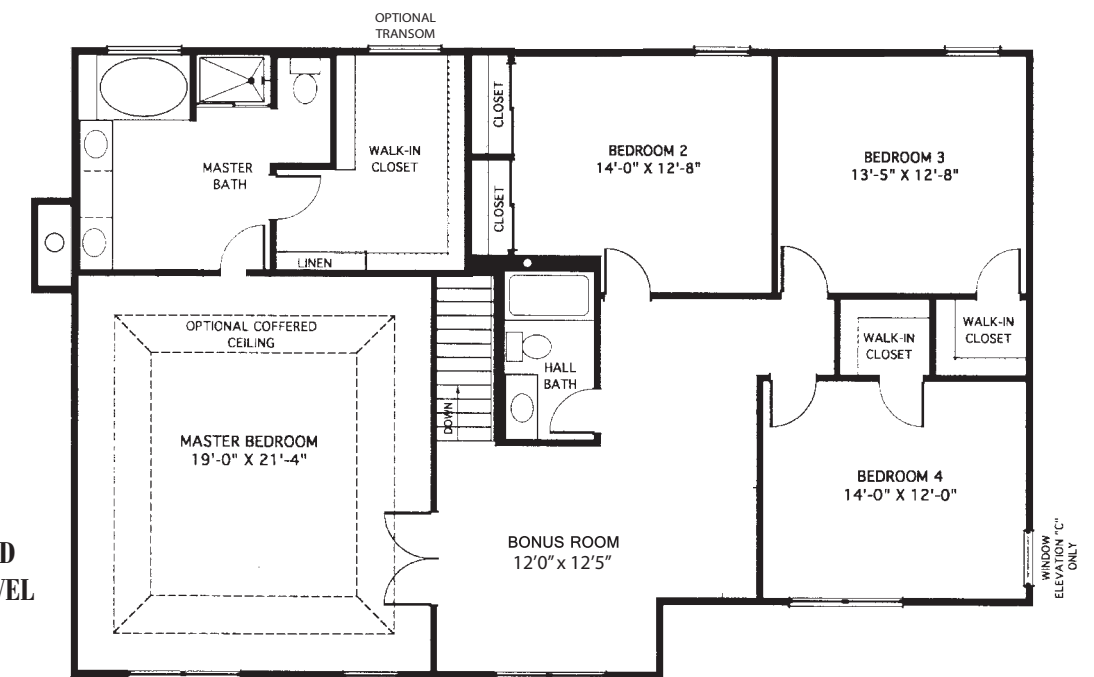 OPTIONAL
TRANSOM
CLOSET
CLOSET
MASTER
BATH
WALK-IN
CLOSET
LINEN
BEDROOM 2
14'-0" X 12'-8"
BEDROOM 3
13'-5" X 12'-8"
OPTIONAL COFFERED
CEILING
MASTER BEDROOM
19'-0" X 21'-4"
DOWN
HALL
BATH
WALK-IN
CLOSET
WALK-IN
CLOSET
BEDROOM 4
14'-0" X 12'-0"
BONUS ROOM
12'0" x 12'5"
WINDOW
ELEVATION "C"
ONLY